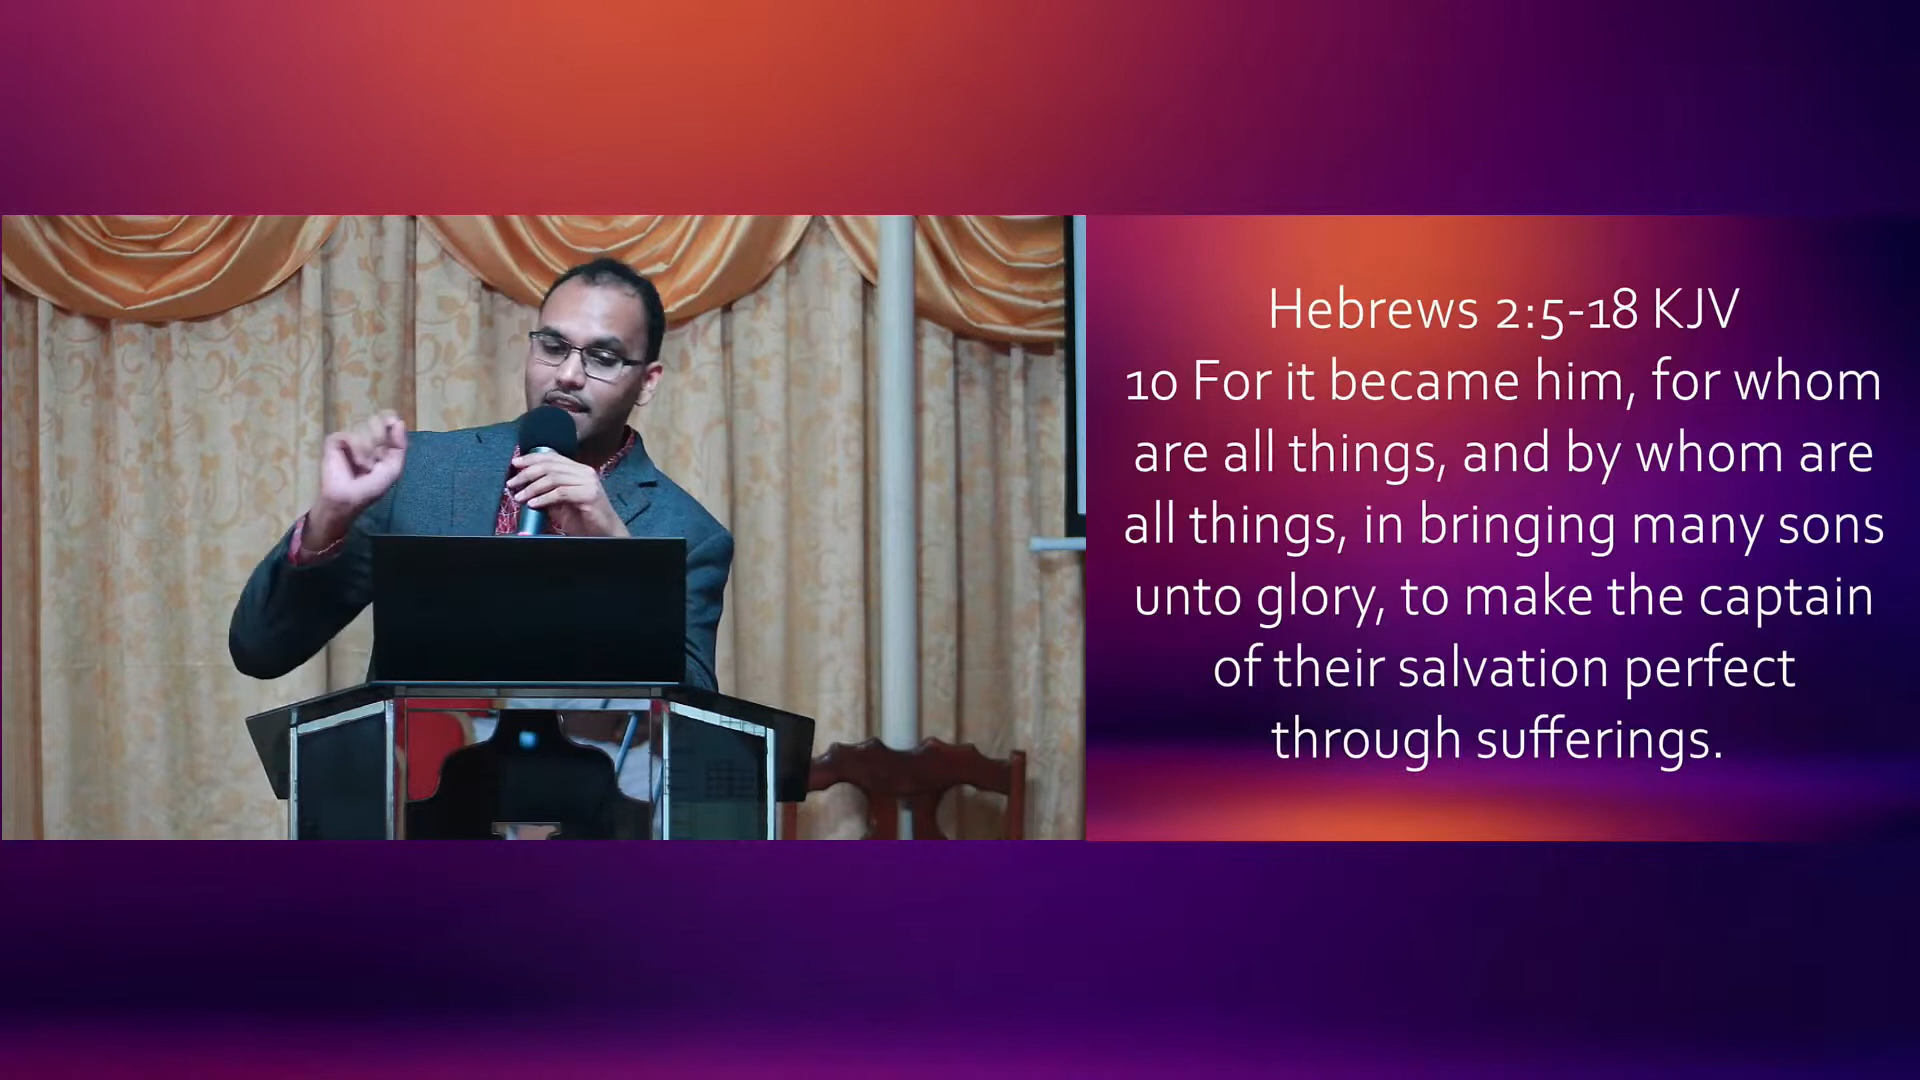 Hebrews 2:5-18 KJV
10 For it became him, for whom
are all things, and by whom are
all things, in bringing many sons
unto glory, to make the captain
of their salvation perfect
through sufferings.